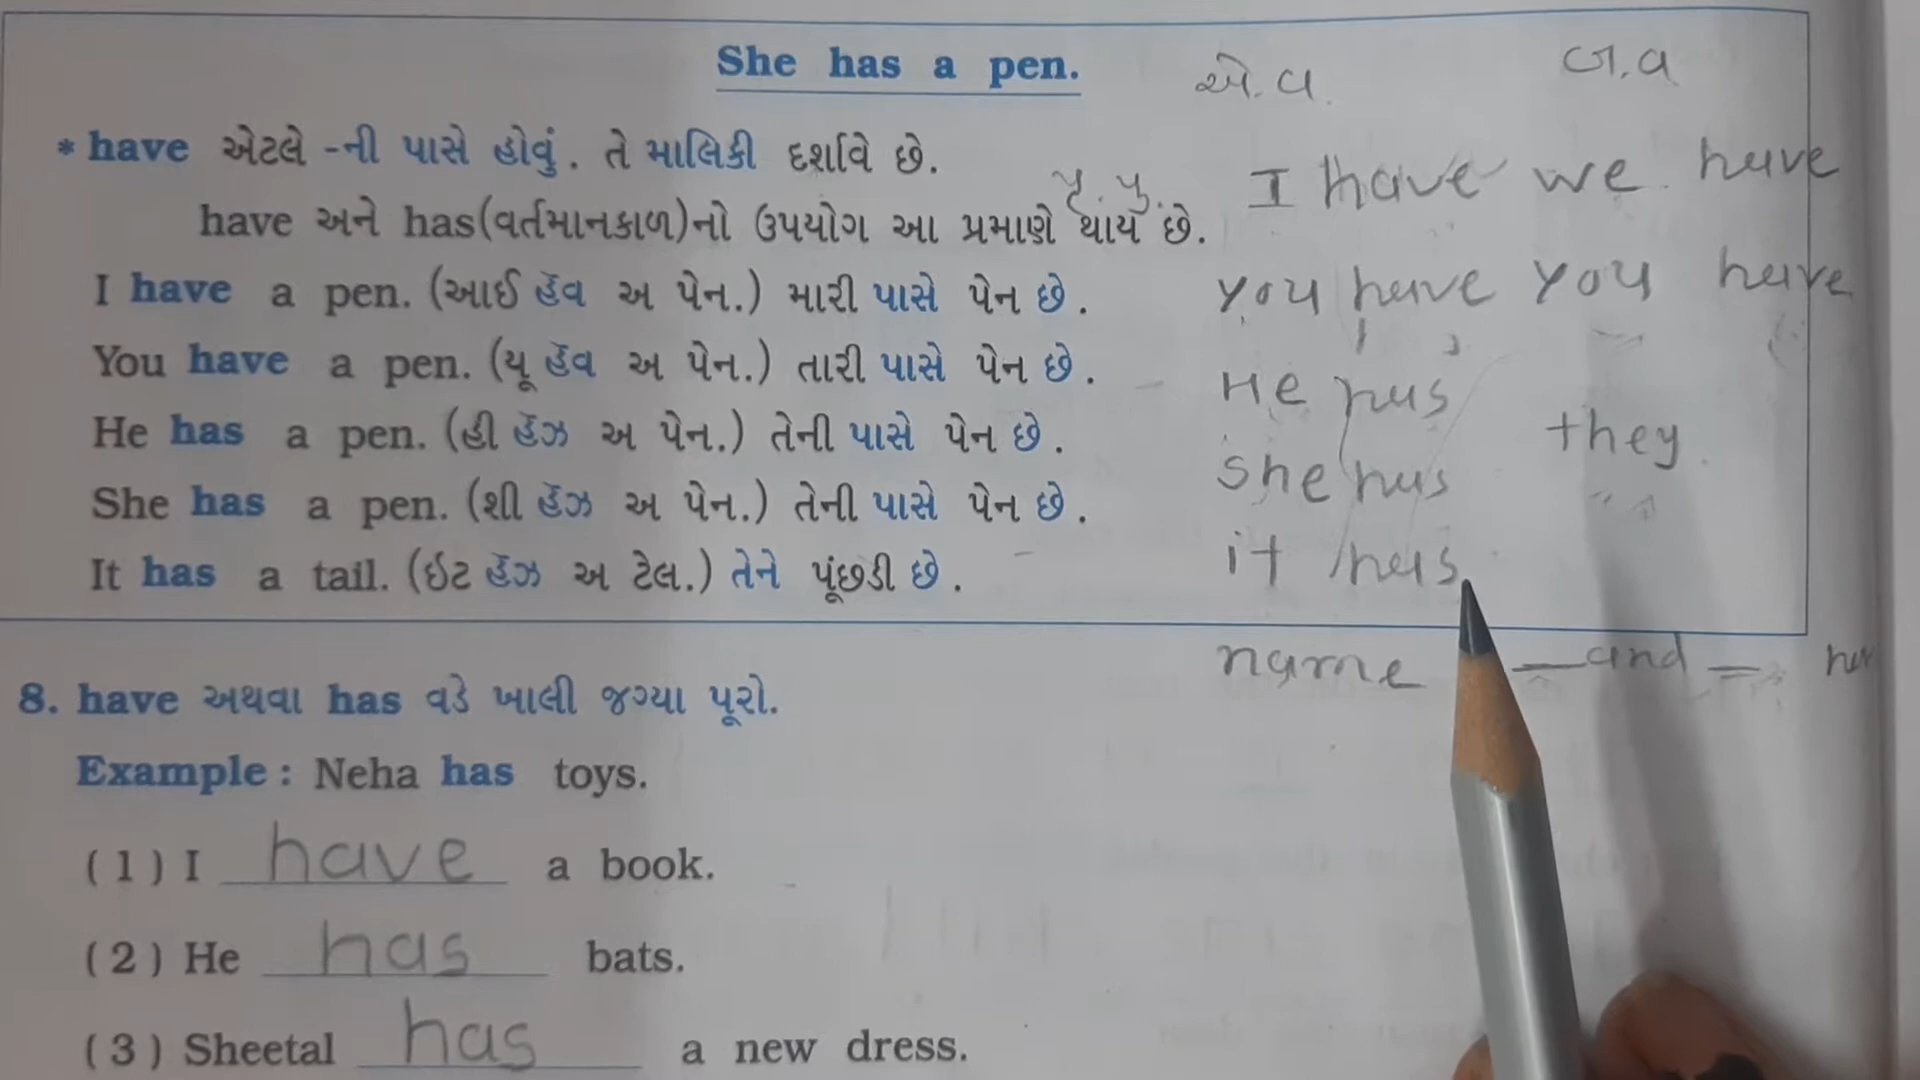 She has a pen.
એ.વ. બ.વ
* have એટલે -ની પાસે હોવું. તે માલિકી દર્શાવે છે.
પુ. પુ.
I have we have
have અને has(વર્તમાનકાળ)નો ઉપયોગ આ પ્રમાણે થાય છે.
I have a pen. (આઈ હૅવ અ પેન.) મારી પાસે પેન છે.
you have you have
You have a pen. (યૂ હૅવ અ પેન.) તારી પાસે પેન છે.
He has
He has a pen. (હી હૅઝ અ પેન.) તેની પાસે પેન છે.
they
she has
She has a pen. (શી હૅઝ અ પેન.) તેની પાસે પેન છે.
it has
It has a tail. (ઇટ હૅઝ અ ટેલ.) તેને પૂંછડી છે.
name — and —
8. have અથવા has વડે ખાલી જગ્યા પૂરો.
Example : Neha has toys.
(1) I have a book.
(2) He has bats.
(3) Sheetal has a new dress.